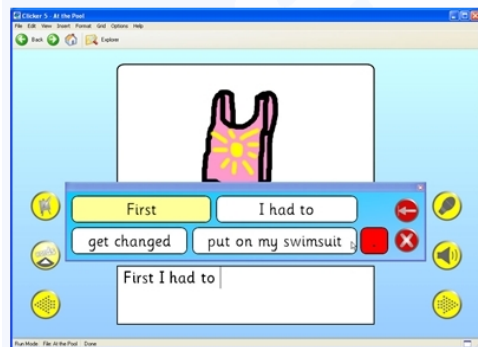 Clicker 5 - At the Pool
File Edit View Insert Format Grid Options Help
Back Explore
First I had to
get changed put on my swimsuit .
First I had to
Run Mode File: At the Pool Done